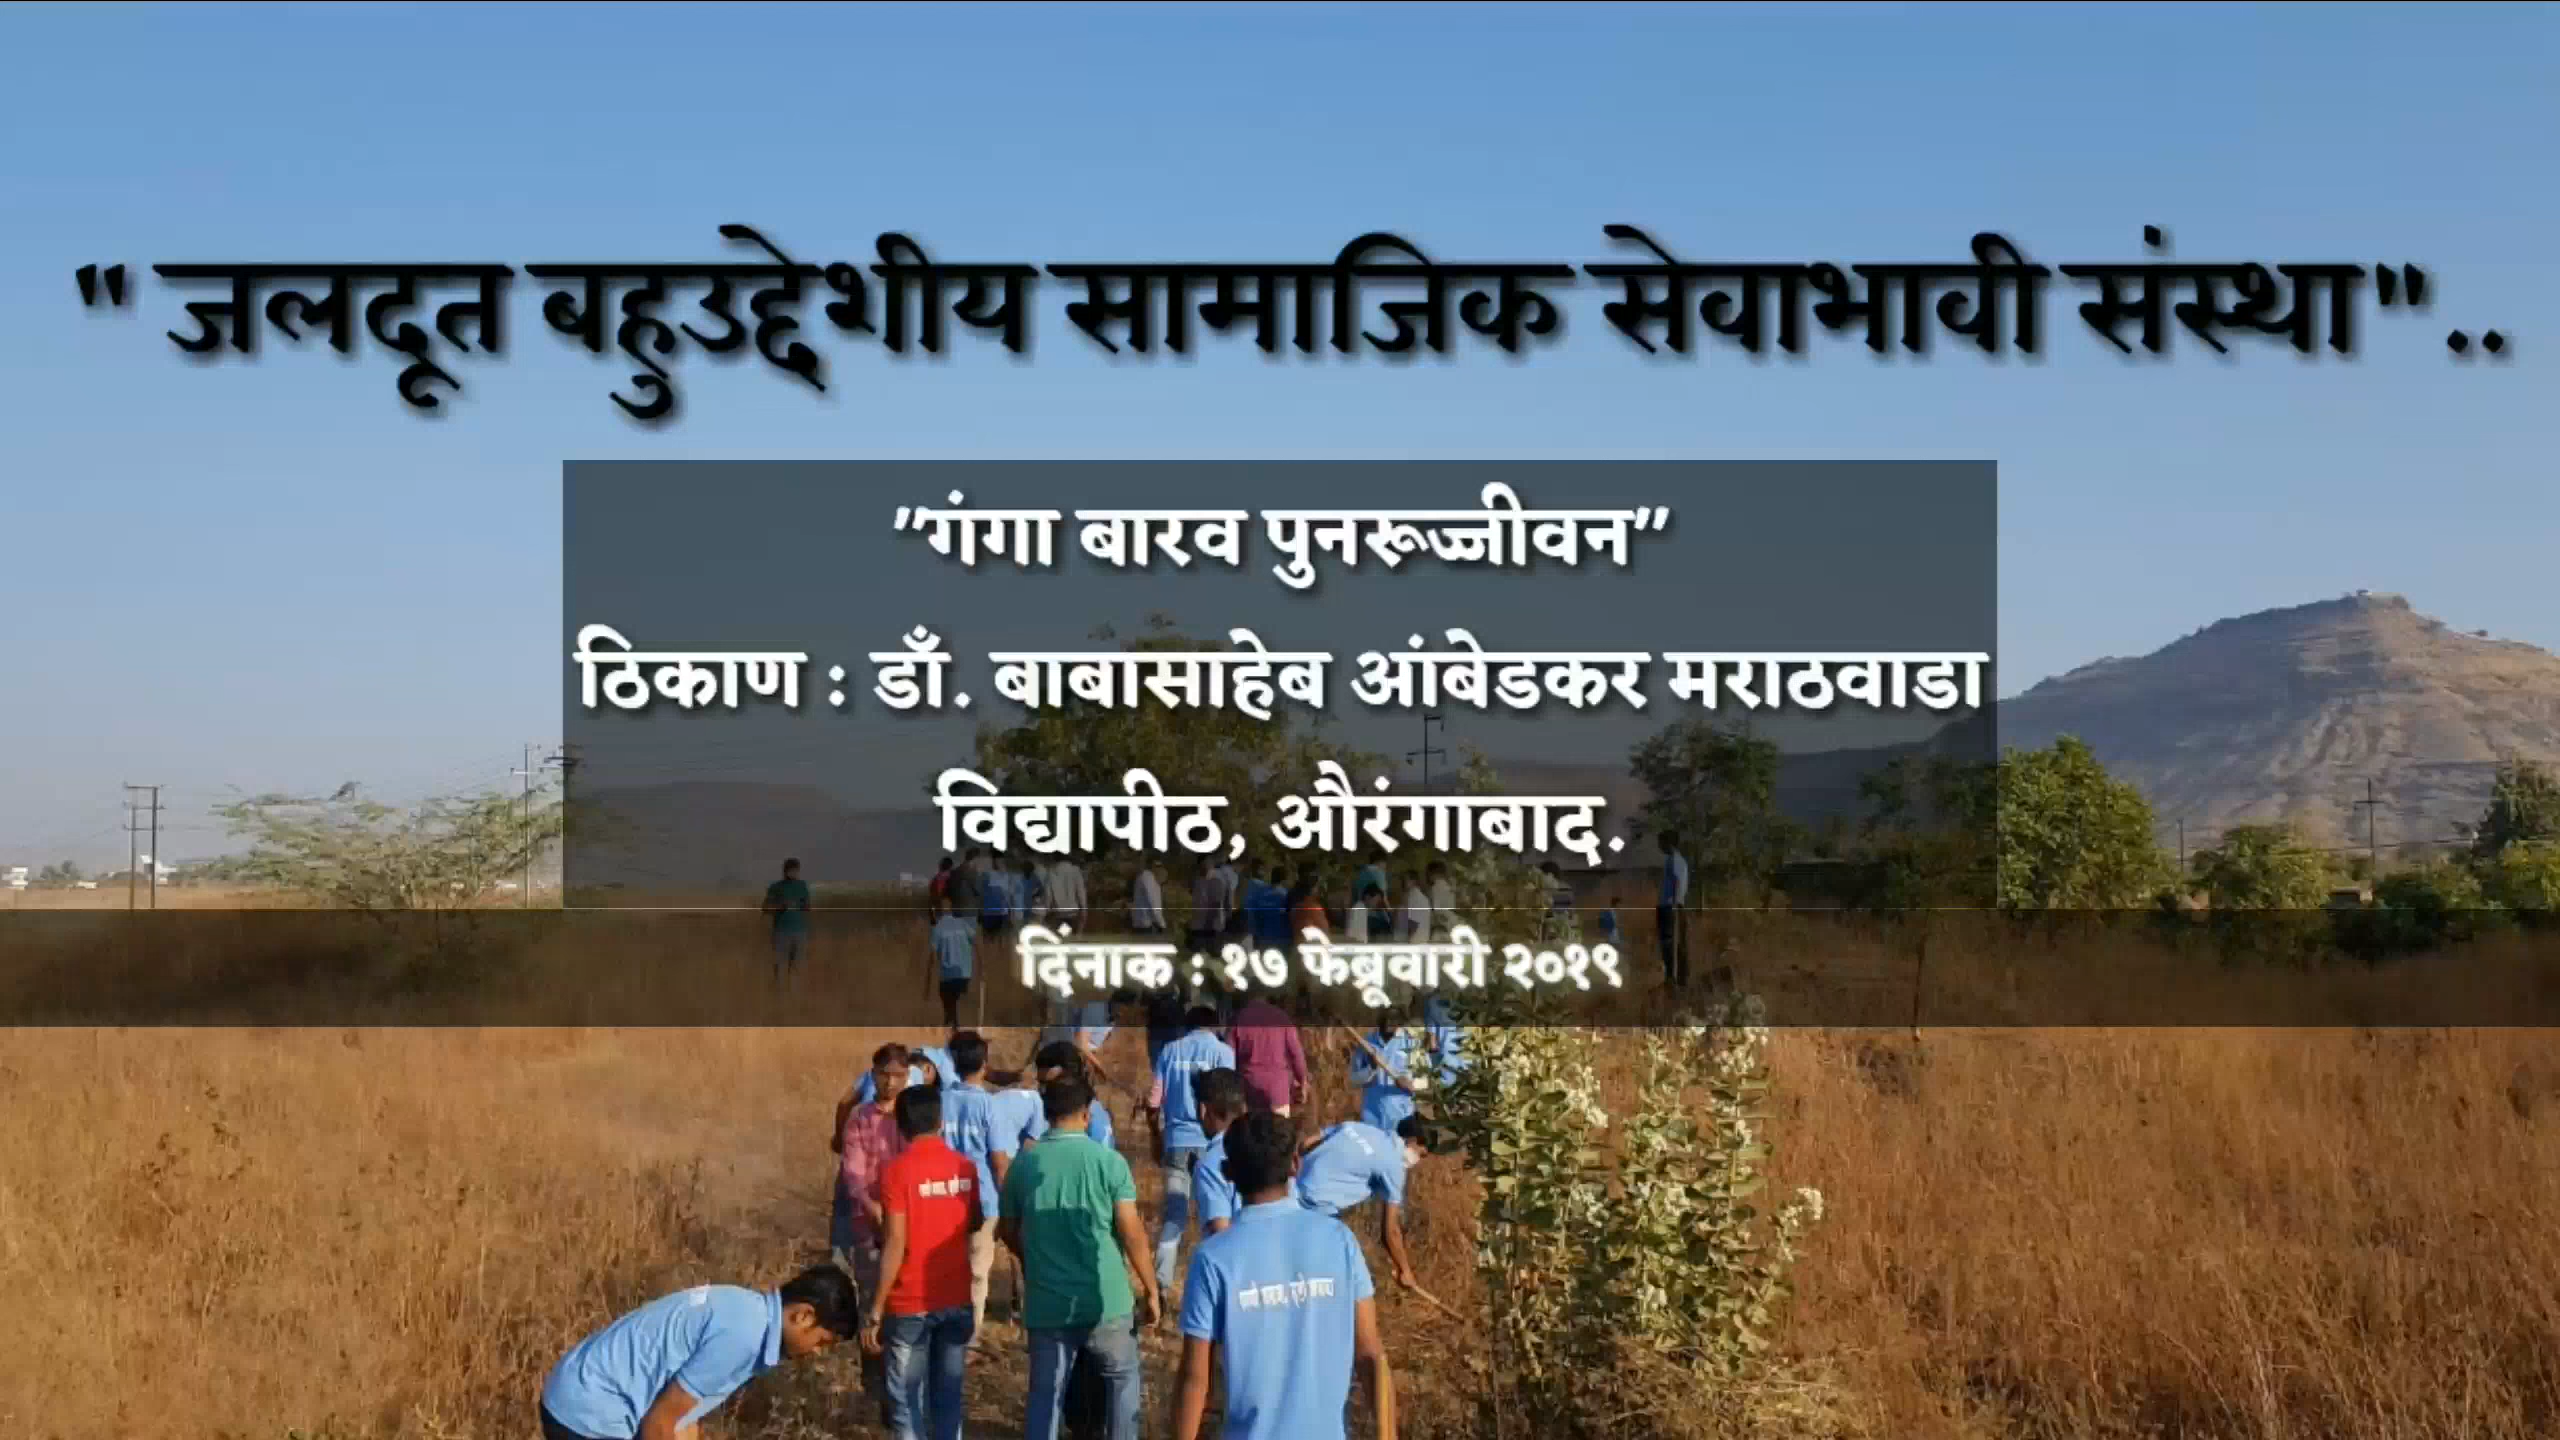 " जलदूत बहुउद्देशीय सामाजिक सेवाभावी संस्था"..
"गंगा बारव पुनरूज्जीवन"
ठिकाण : डॉ. बाबासाहेब आंबेडकर मराठवाडा
विद्यापीठ, औरंगाबाद.
दिंनाक : १७ फेब्रूवारी २०१९